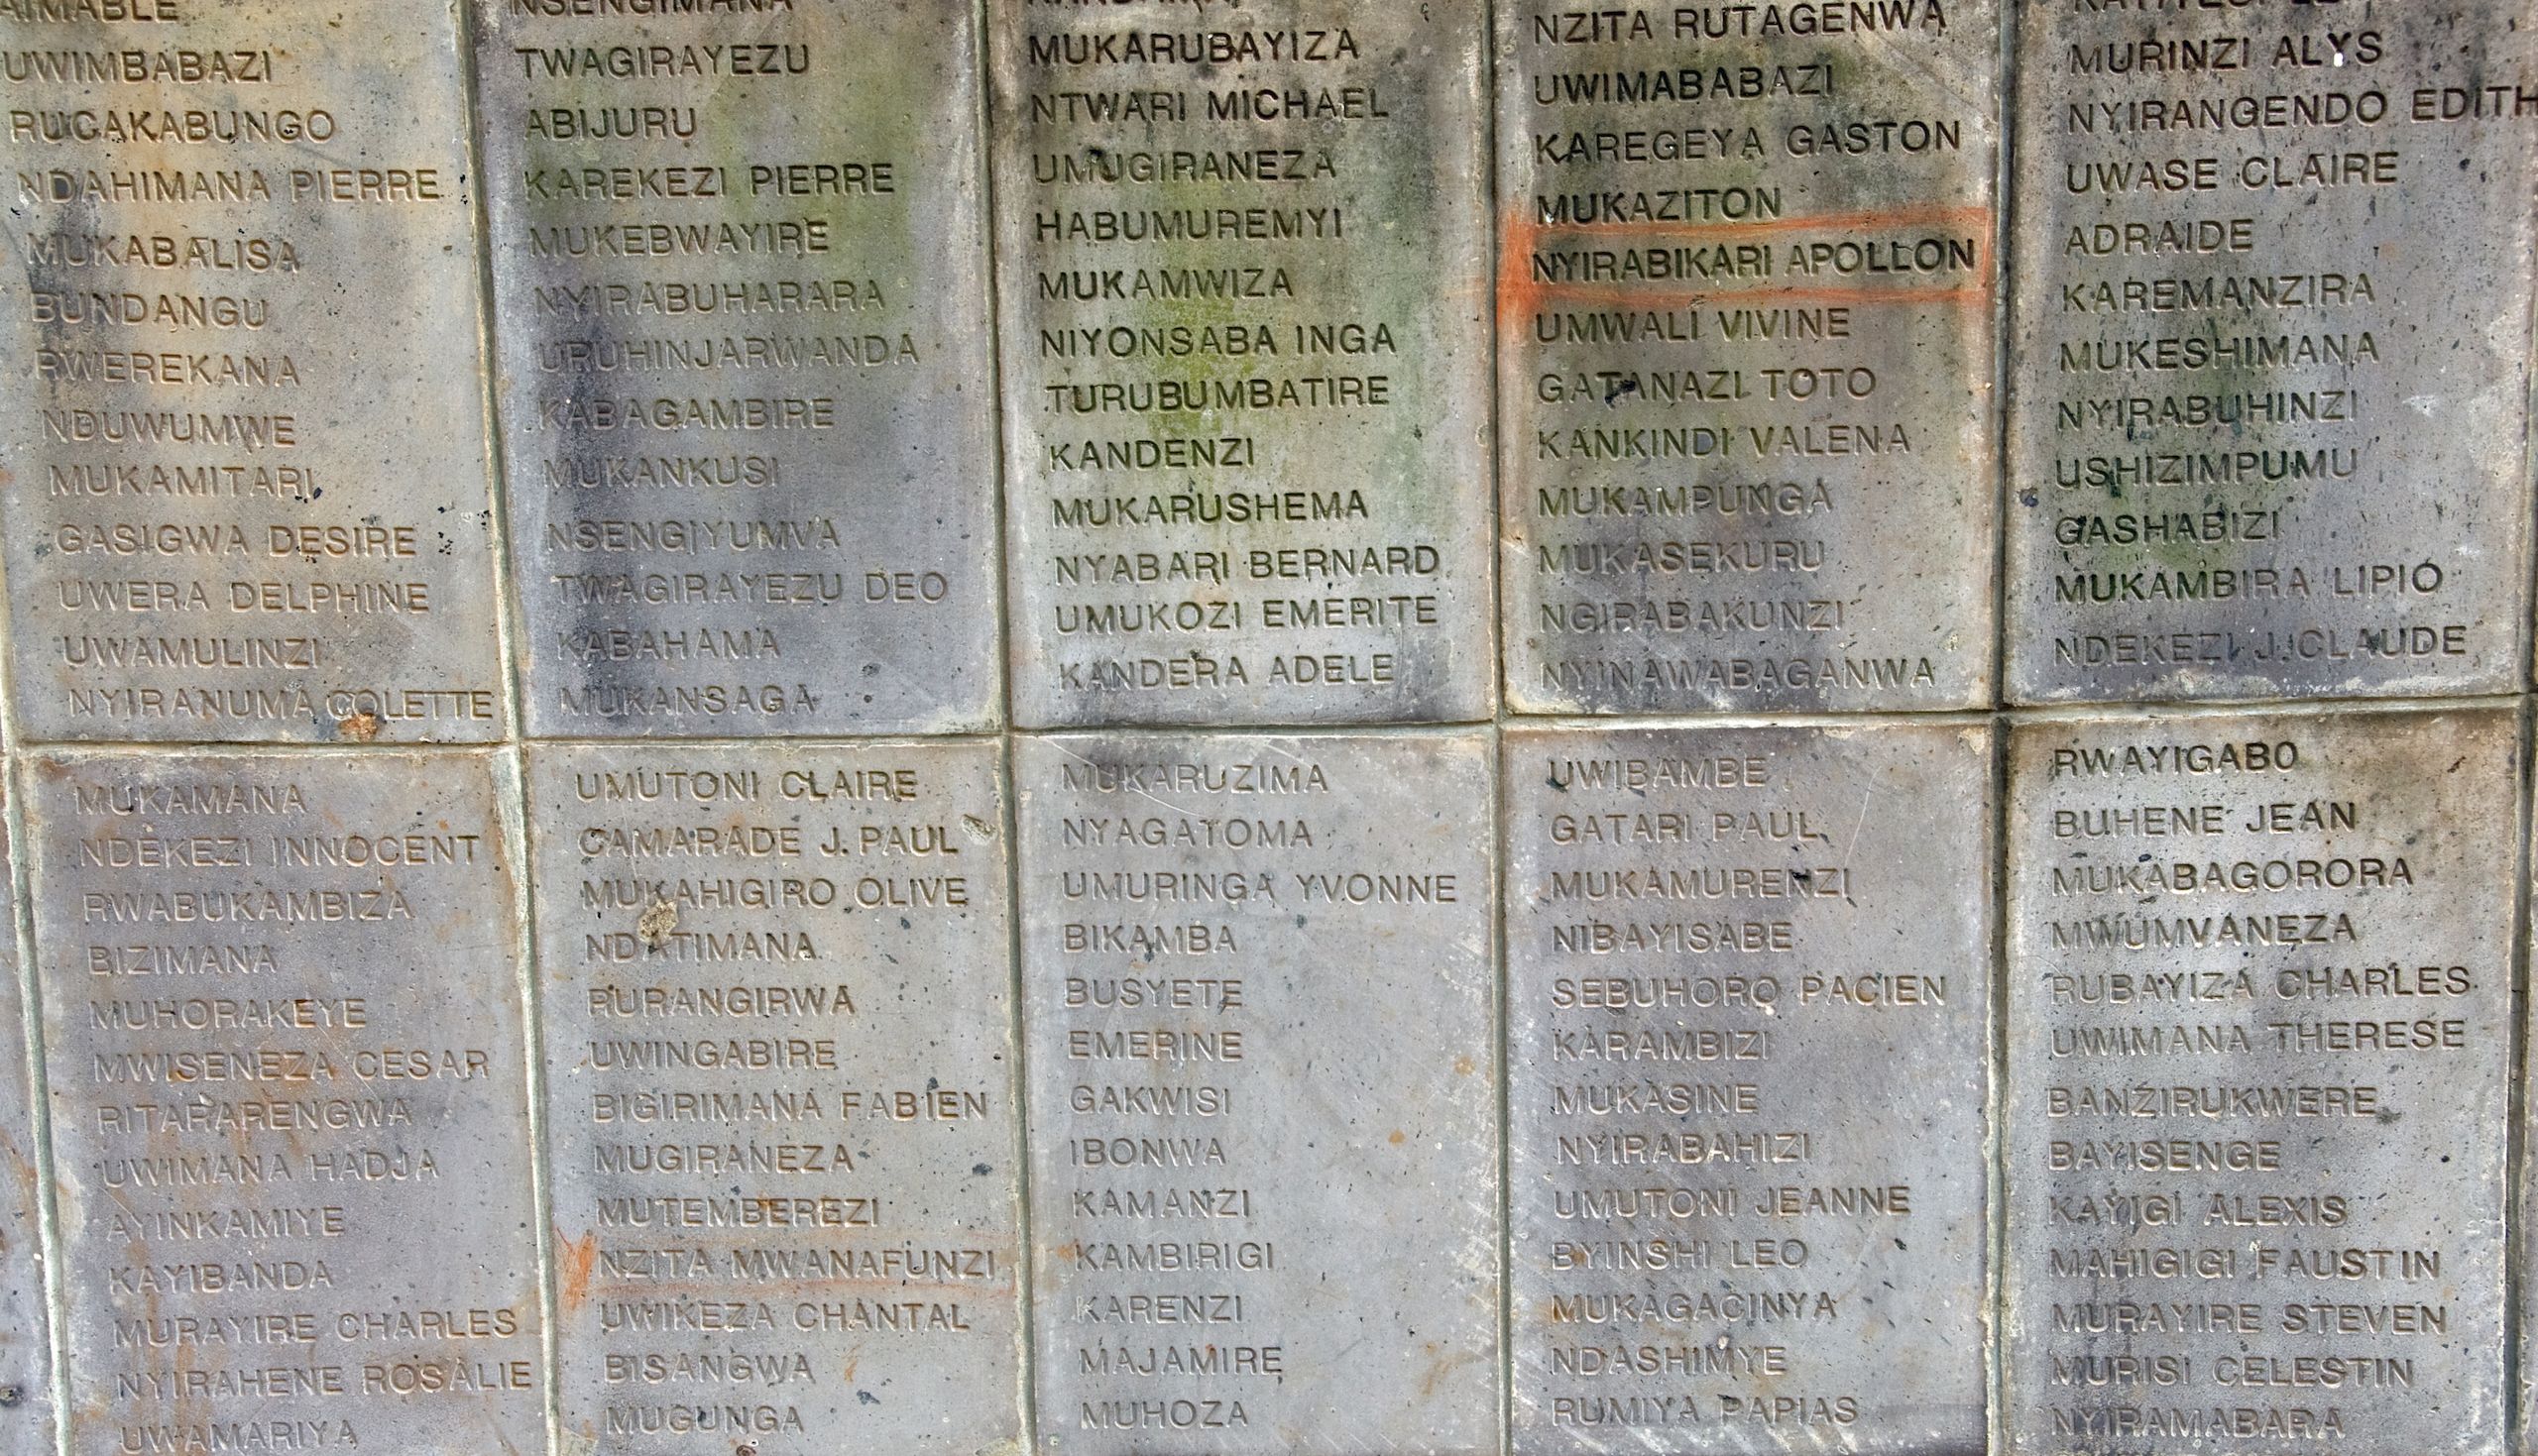 AIMABLE
UWIMBABAZI
RUGAKABUNGO
NDAHIMANA PIERRE
MUKABALISA
BUNDANGU
RWEREKANA
NDUWUMWE
MUKAMITARI
GASIGWA DESIRE
UWERA DELPHINE
UWAMULINZI
NYIRANUMA COLETTE
NSENGIMANA
TWAGIRAYEZU
ABIJURU
KAREKEZI PIERRE
MUKEBWAYIRE
NYIRABUHARARA
URUHINJARWANDA
KABAGAMBIRE
MUKANKUSI
NSENGIYUMVA
TWAGIRAYEZU DEO
KABAHAMA
MUKANSAGA
MUKARUBAYIZA
NTWARI MICHAEL
UMUGIRANEZA
HABUMUREMYI
MUKAMWIZA
NIYONSABA INGA
TURUBUMBATIRE
KANDENZI
MUKARUSHEMA
NYABARI BERNARD
UMUKOZI EMERITE
KANDERA ADELE
NZITA RUTAGENWA
UWIMABABAZI
KAREGEYA GASTON
MUKAZITON
NYIRABIKARI APOLLON
UMWALI VIVINE
GATANAZI TOTO
KANKINDI VALENA
MUKAMPUNGA
MUKASEKURU
NGIRABAKUNZI
NYINAWABAGANWA
MURINZI ALYS
NYIRANGENDO EDITH
UWASE CLAIRE
ADRAIDE
KAREMANZIRA
MUKESHIMANA
NYIRABUHINZI
USHIZIMPUMU
GASHABIZI
MUKAMBIRA LIPIO
NDEKEZI J.CLAUDE
MUKAMANA
NDEKEZI INNOCENT
RWABUKAMBIZA
BIZIMANA
MUHORAKEYE
MWISENEZA CESAR
RITARARENGWA
UWIMANA HADJA
AYINKAMIYE
KAYIBANDA
MURAYIRE CHARLES
NYIRAHENE ROSALIE
UWAMARIYA
UMUTONI CLAIRE
CAMARADE J. PAUL
MUKAHIGIRO OLIVE
NDATIMANA
RURANGIRWA
UWINGABIRE
BIGIRIMANA FABIEN
MUGIRANEZA
MUTEMBEREZI
NZITA MWANAFUNZI
UWIKEZA CHANTAL
BISANGWA
MUGUNGA
MUKARUZIMA
NYAGATOMA
UMURINGA YVONNE
BIKAMBA
BUSYETE
EMERINE
GAKWISI
IBONWA
KAMANZI
KAMBIRIGI
KARENZI
MAJAMIRE
MUHOZA
UWIBAMBE
GATARI PAUL
MUKAMURENZI
NIBAYISABE
SEBUHORO PACIEN
KARAMBIZI
MUKASINE
NYIRABAHIZI
UMUTONI JEANNE
BYINSHI LEO
MUKAGACINYA
NDASHIMYE
RUMIYA PAPIAS
RWAYIGABO
BUHENE JEAN
MUKABAGORORA
MWUMVANEZA
RUBAYIZA CHARLES
UWIMANA THERESE
BANZIRUKWERE
BAYISENGE
KAYIGI ALEXIS
MAHIGIGI FAUSTIN
MURAYIRE STEVEN
MURISI CELESTIN
NYIRAMABARA